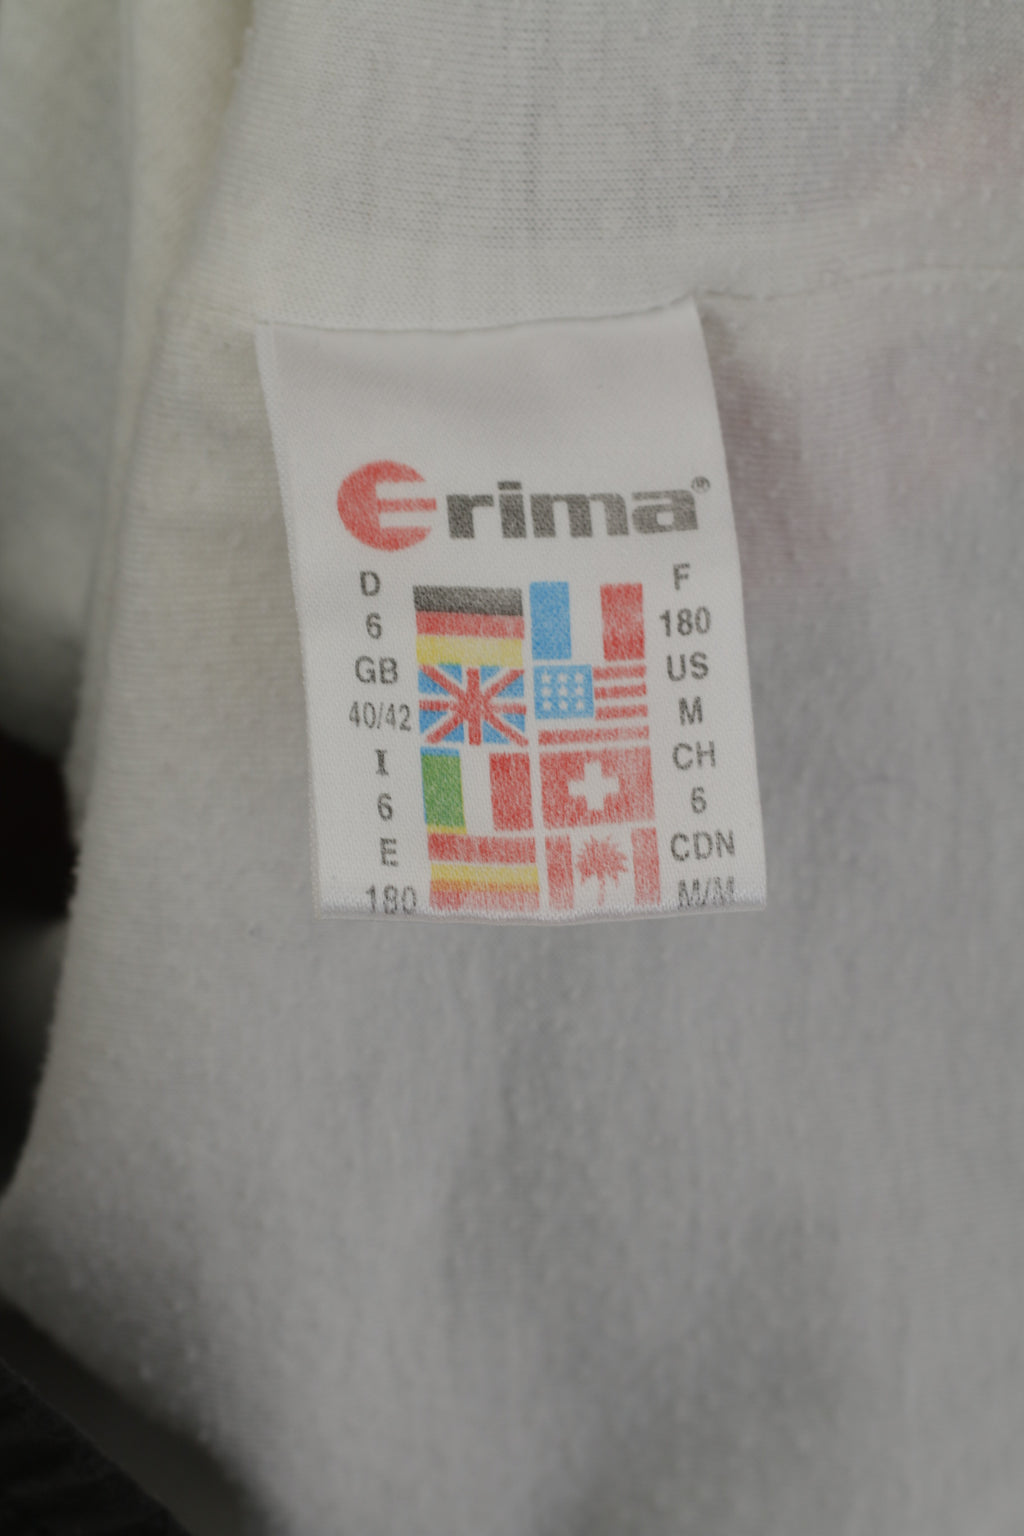 Erima®
D
6
GB
40/42
I
6
E
180
F
180
US
M
CH
6
CDN
M/M